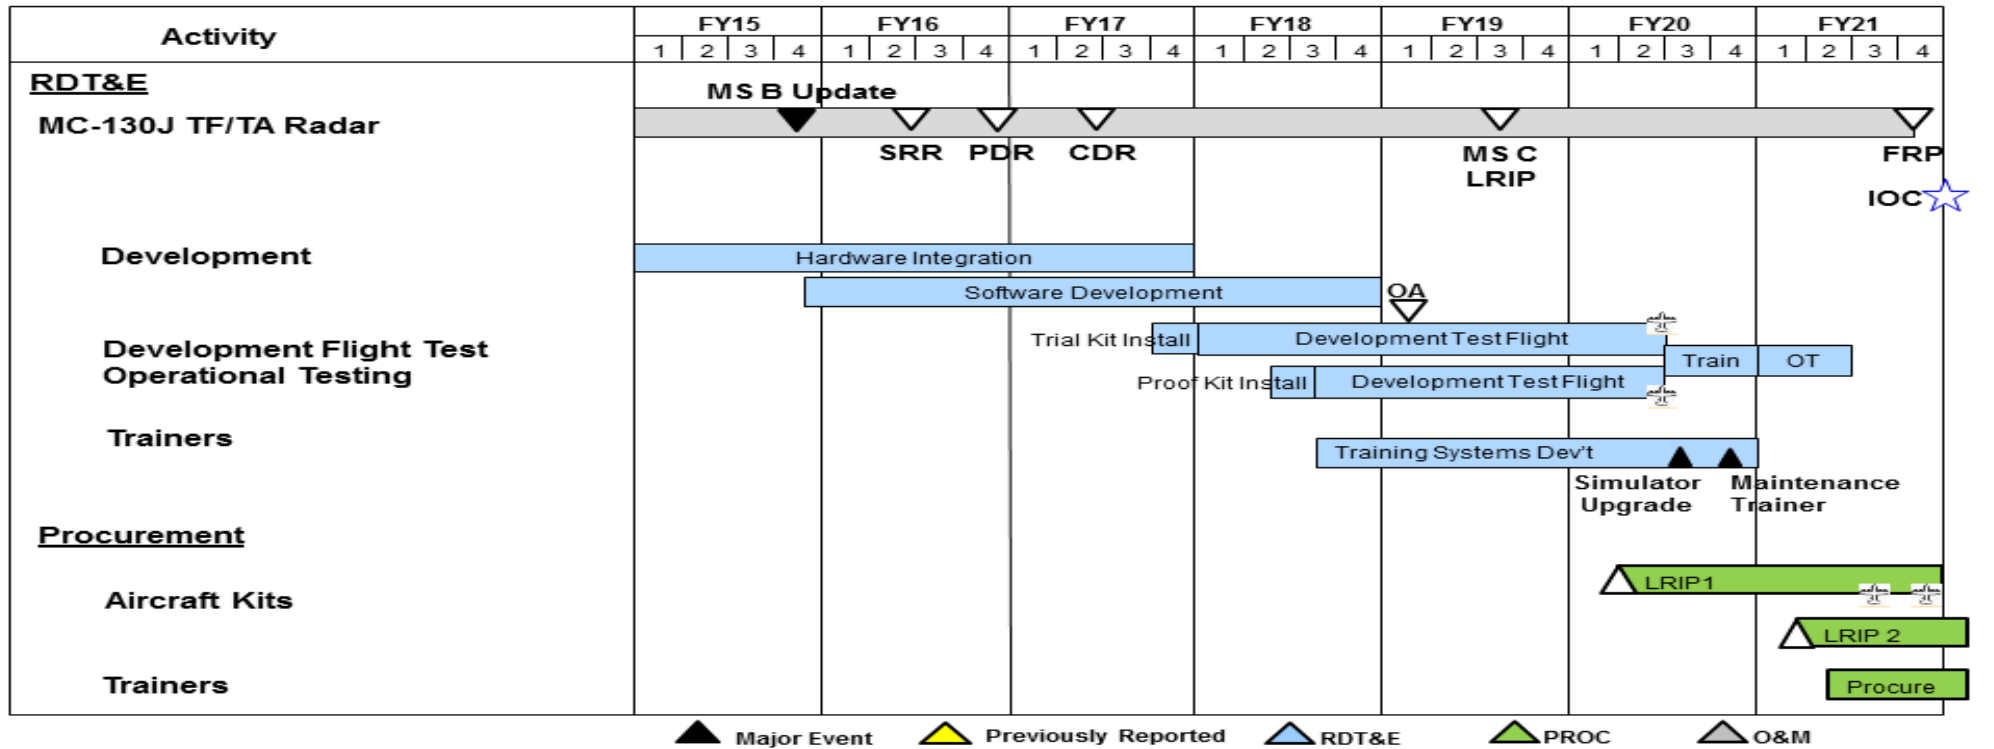 Activity
FY15 FY16 FY17 FY18 FY19 FY20 FY21
1 2 3 4 1 2 3 4 1 2 3 4 1 2 3 4 1 2 3 4 1 2 3 4 1 2 3 4
RDT&E
MS B Update
MC-130J TF/TA Radar
SRR PDR CDR MS C FRP
LRIP
IOC
Development
Hardware Integration
Software Development
OA
Trial Kit Install Development Test Flight
Development Flight Test
Train OT
Operational Testing
Proof Kit Install Development Test Flight
Trainers
Training Systems Dev't
Simulator Maintenance
Upgrade Trainer
Procurement
LRIP1
Aircraft Kits
LRIP 2
Trainers
Procure
Major Event Previously Reported RDT&E PROC O&M